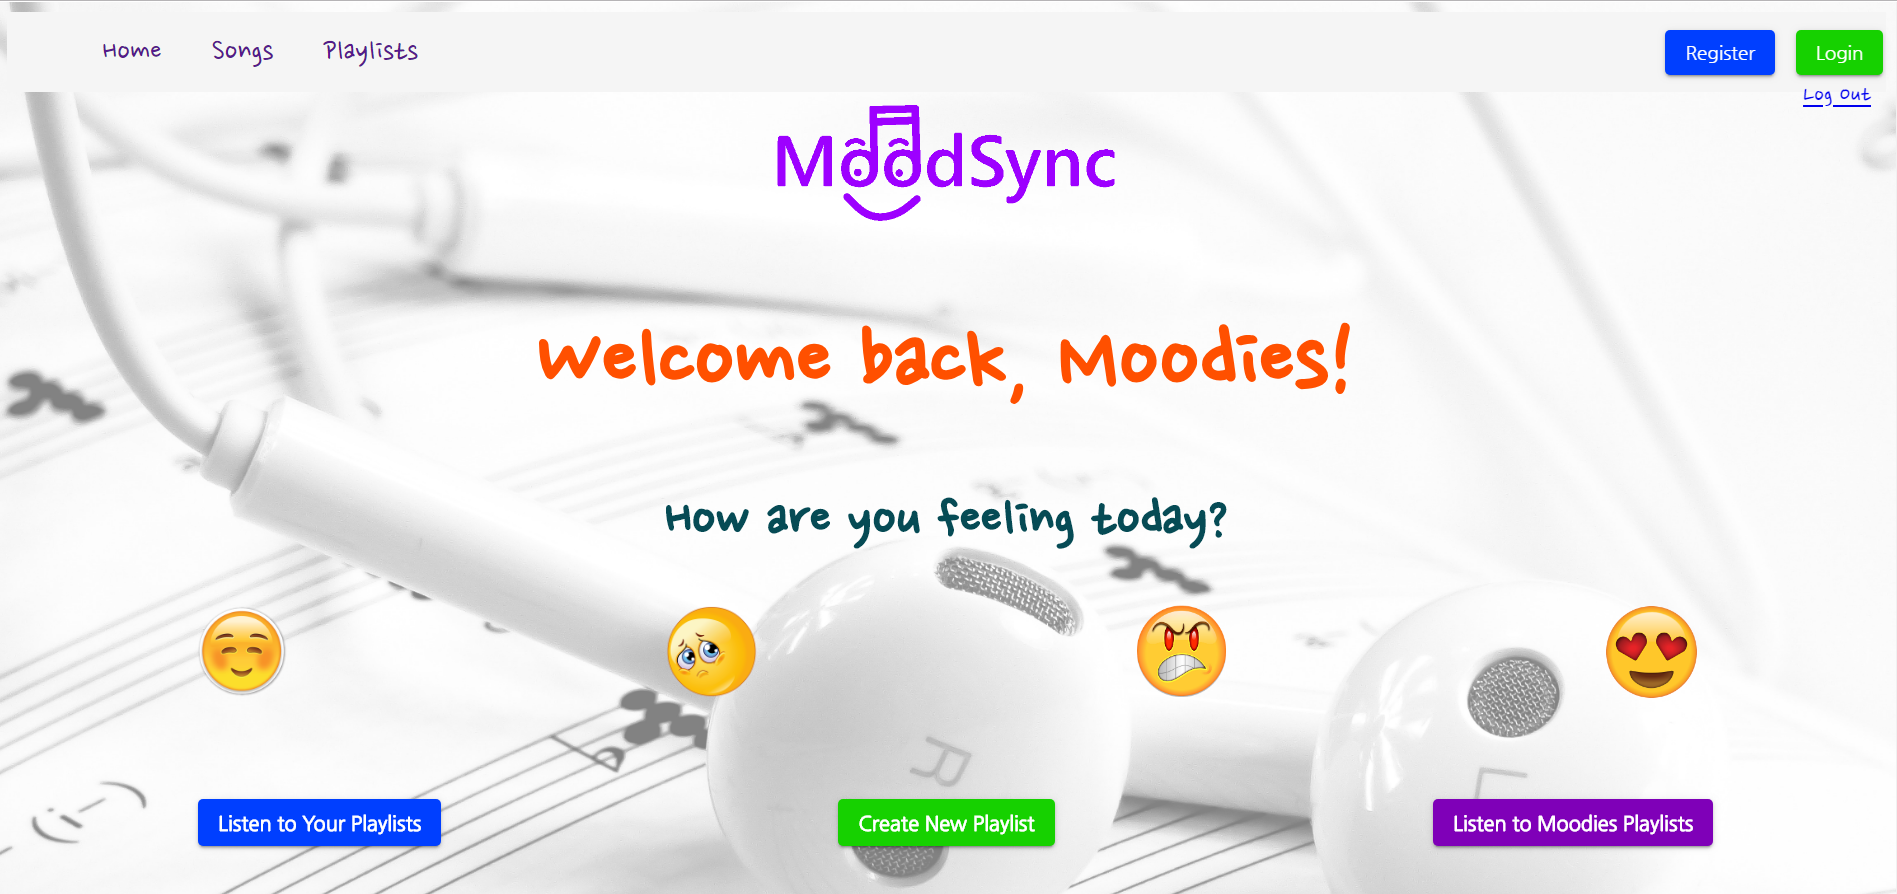 Home Songs Playlists Register Login
Log Out
MoodSync
Welcome back, Moodies!
How are you feeling today?
R
L
Listen to Your Playlists Create New Playlist Listen to Moodies Playlists